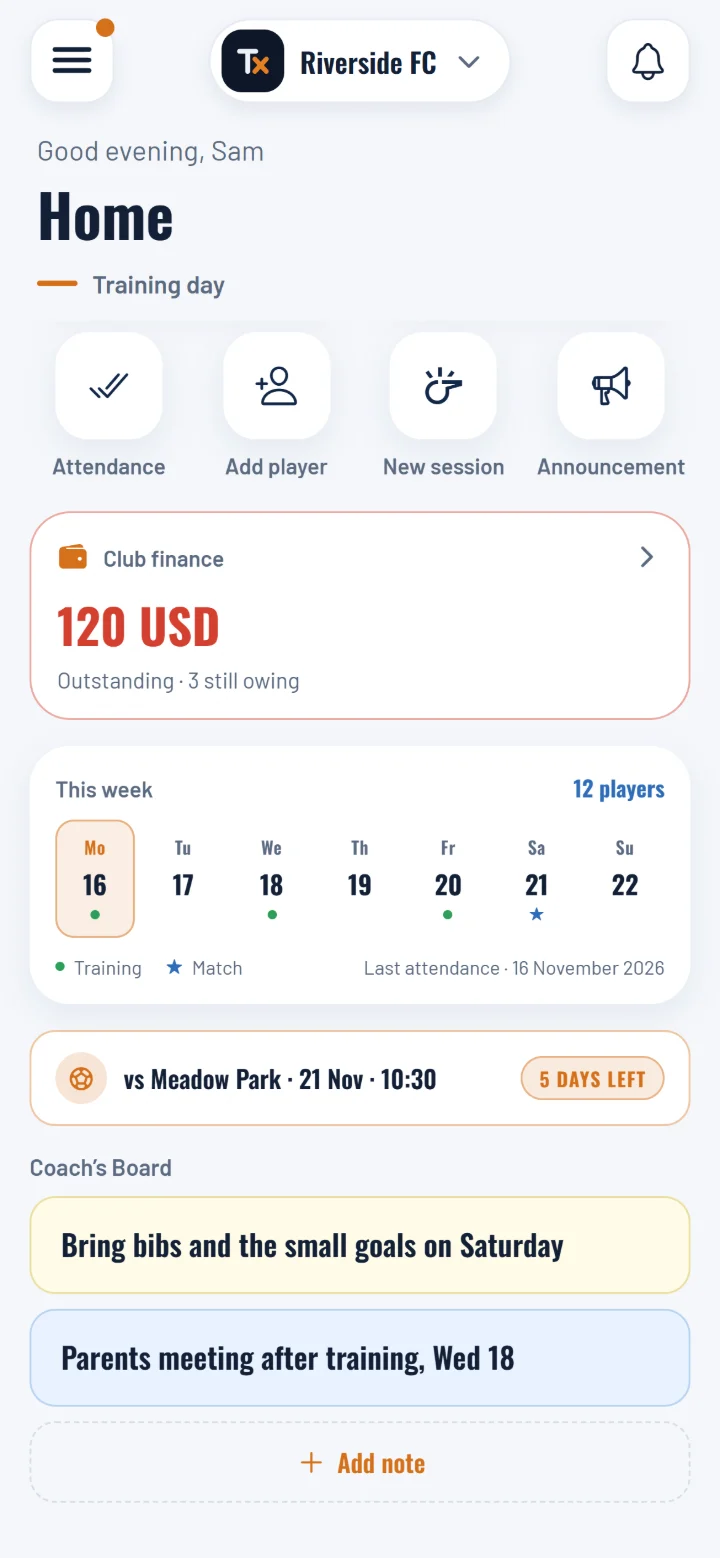 Tx Riverside FC
Good evening, Sam
Home
Training day
Attendance Add player New session Announcement
Club finance
120 USD
Outstanding · 3 still owing
This week 12 players
Mo Tu We Th Fr Sa Su
16 17 18 19 20 21 22
Training Match Last attendance · 16 November 2026
vs Meadow Park · 21 Nov · 10:30 5 DAYS LEFT
Coach’s Board
Bring bibs and the small goals on Saturday
Parents meeting after training, Wed 18
+ Add note